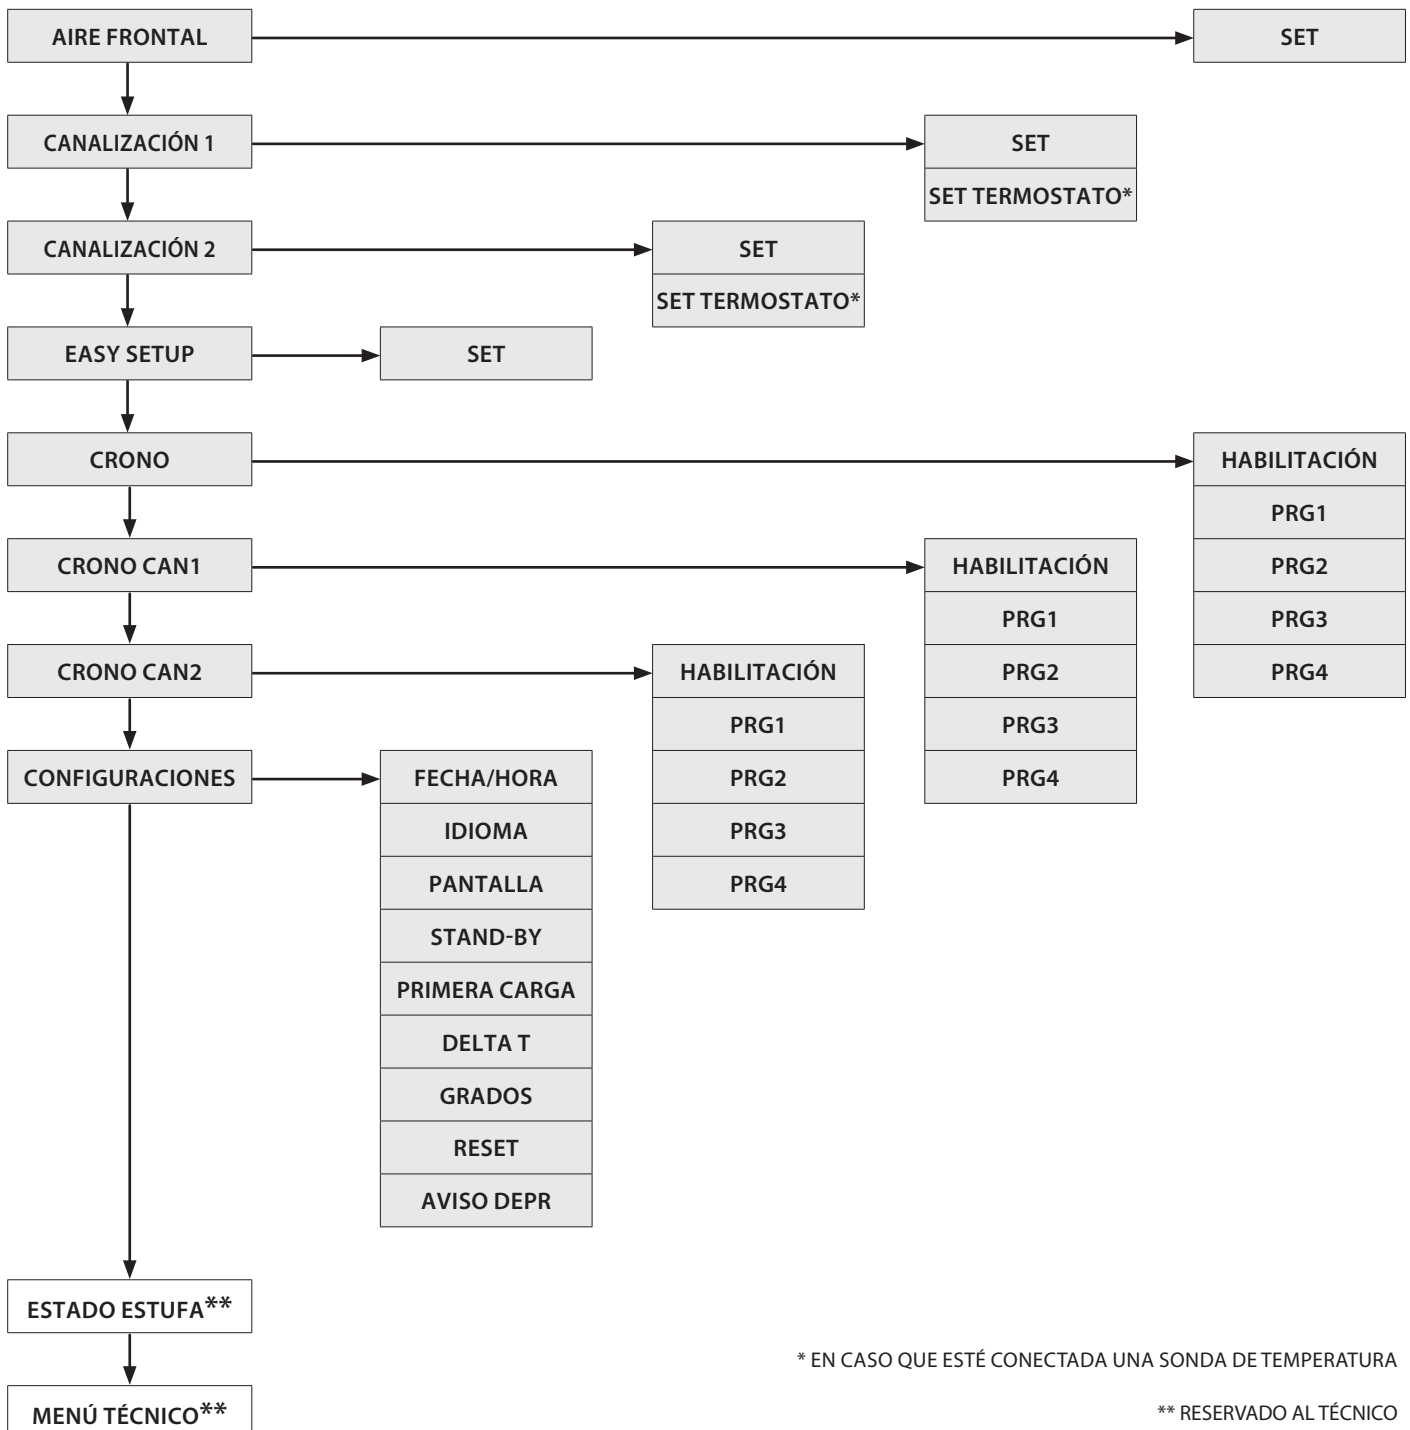 AIRE FRONTAL
SET
CANALIZACIÓN 1
SET
SET TERMOSTATO*
CANALIZACIÓN 2
SET
SET TERMOSTATO*
EASY SETUP
SET
CRONO
HABILITACIÓN
PRG1
PRG2
PRG3
PRG4
CRONO CAN1
HABILITACIÓN
PRG1
PRG2
PRG3
PRG4
CRONO CAN2
HABILITACIÓN
PRG1
PRG2
PRG3
PRG4
CONFIGURACIONES
FECHA/HORA
IDIOMA
PANTALLA
STAND-BY
PRIMERA CARGA
DELTA T
GRADOS
RESET
AVISO DEPR
ESTADO ESTUFA**
MENÚ TÉCNICO**
* EN CASO QUE ESTÉ CONECTADA UNA SONDA DE TEMPERATURA
** RESERVADO AL TÉCNICO